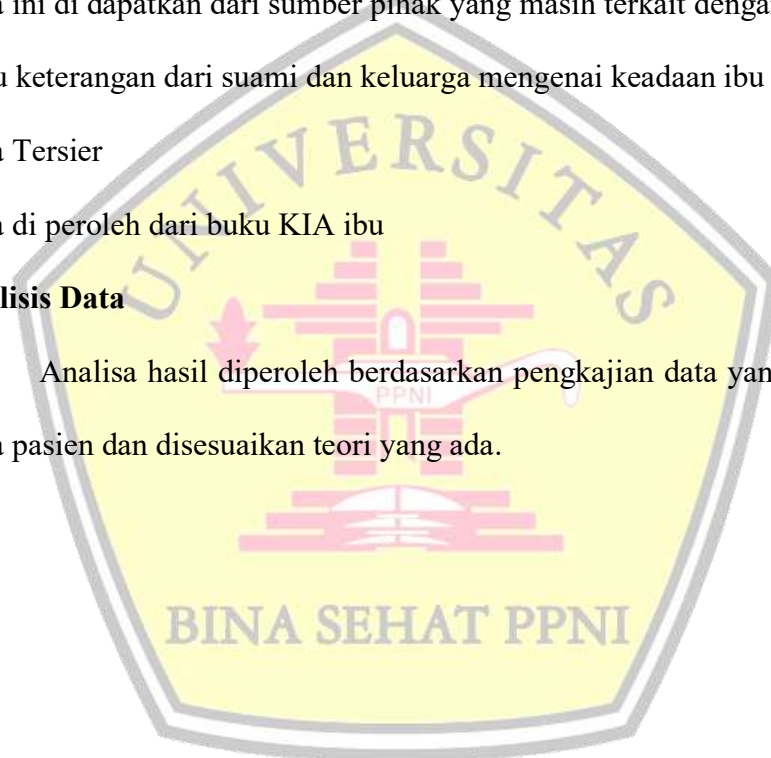 a ini di dapatkan dari sumber pihak yang masih terkait dengan
u keterangan dari suami dan keluarga mengenai keadaan ibu
a Tersier
a di peroleh dari buku KIA ibu
lisis Data
Analisa hasil diperoleh berdasarkan pengkajian data yan
a pasien dan disesuaikan teori yang ada.
UNIVERSITAS
PPNI
BINA SEHAT PPNI